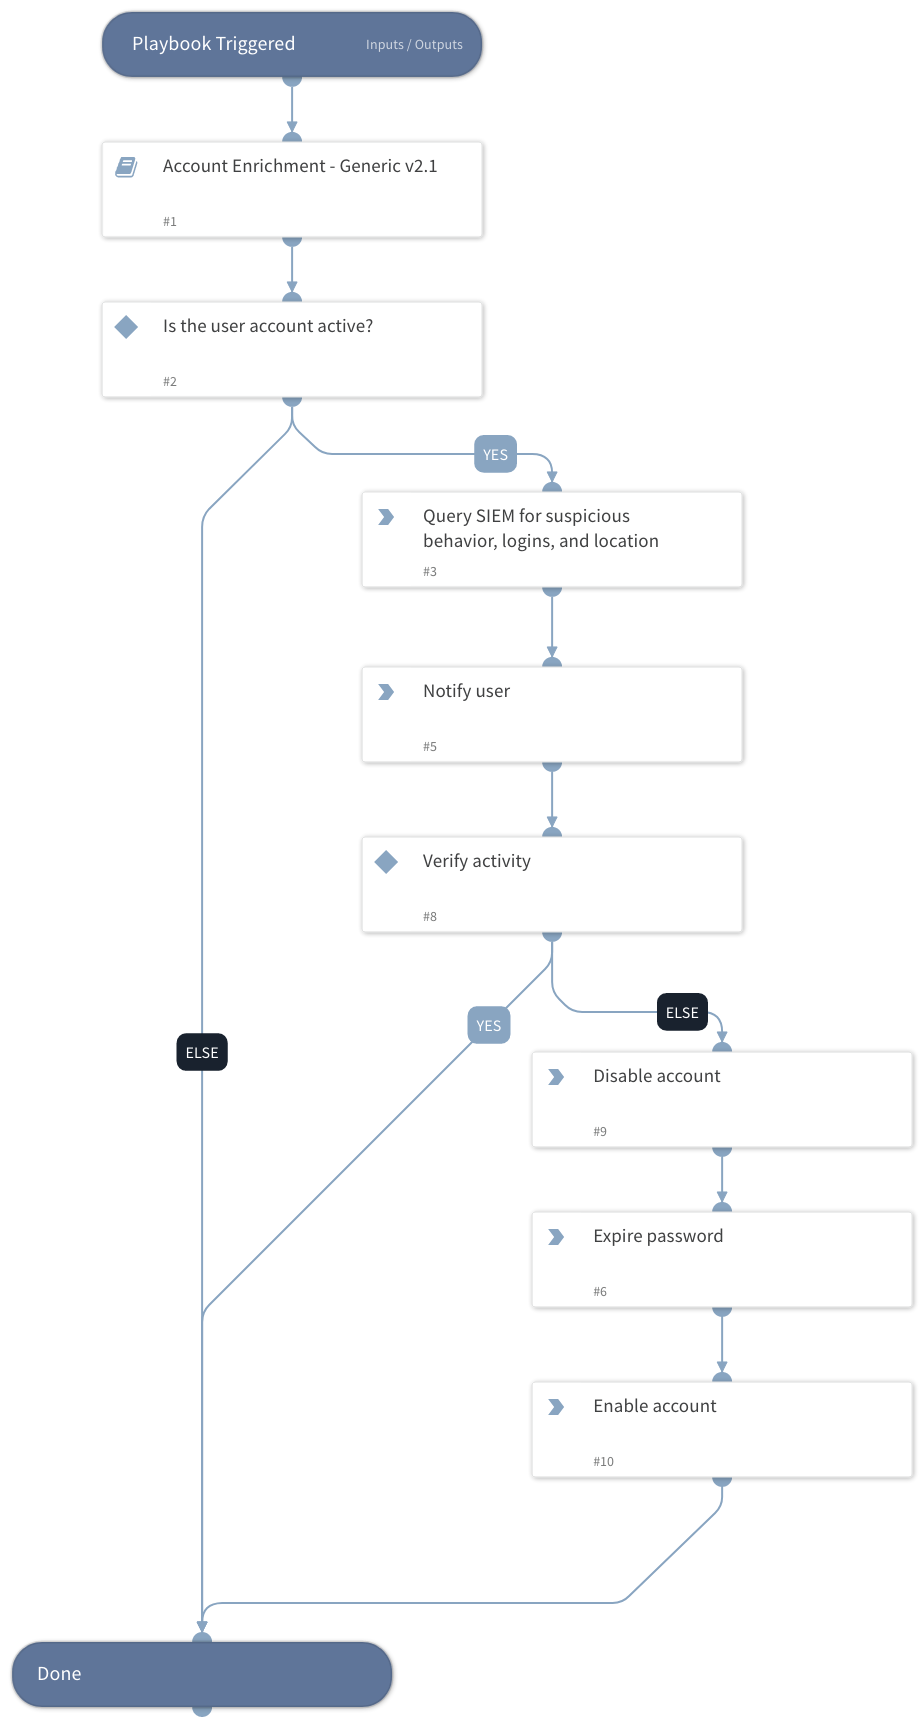 Playbook Triggered
Inputs / Outputs
Account Enrichment - Generic v2.1
#1
Is the user account active?
#2
YES
Query SIEM for suspicious
behavior, logins, and location
#3
Notify user
#5
Verify activity
#8
ELSE
YES
ELSE
Disable account
#9
Expire password
#6
Enable account
#10
Done